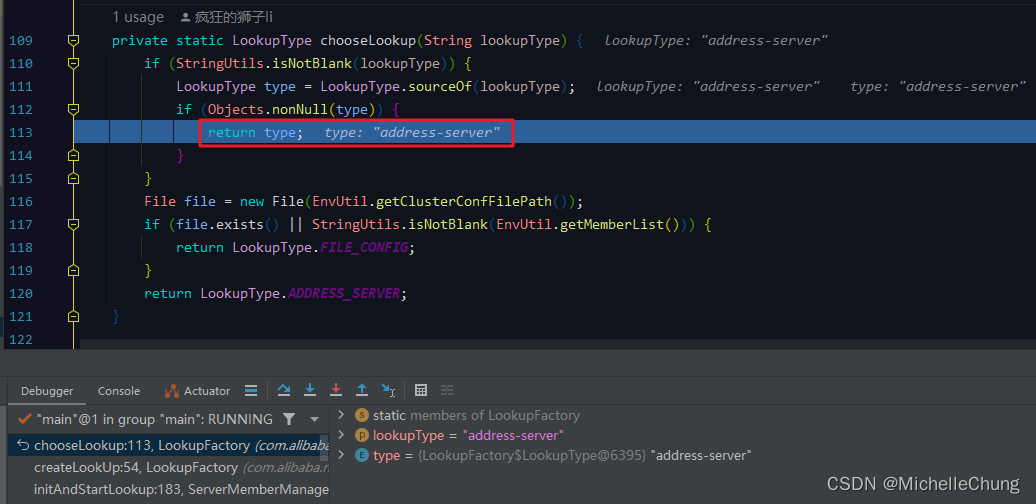 1 usage 疯狂的狮子li
109 private static LookupType chooseLookup(String lookupType) { lookupType: "address-server"
110 if (StringUtils.isNotBlank(lookupType)) {
111 LookupType type = LookupType.sourceOf(lookupType); lookupType: "address-server" type: "address-server"
112 if (Objects.nonNull(type)) {
113 return type; type: "address-server"
114 }
115 }
116 File file = new File(EnvUtil.getClusterConfFilePath());
117 if (file.exists() || StringUtils.isNotBlank(EnvUtil.getMemberList())) {
118 return LookupType.FILE_CONFIG;
119 }
120 return LookupType.ADDRESS_SERVER;
121 }
122
Debugger Console Actuator
"main"@1 in group "main": RUNNING
chooseLookup:113, LookupFactory (com.alibaba
createLookUp:54, LookupFactory (com.alibaba.n
initAndStartLookup:183, ServerMemberManage
s static members of LookupFactory
p lookupType = "address-server"
E type = {LookupFactory$LookupType@6395} "address-server"
CSDN @MichelleChung